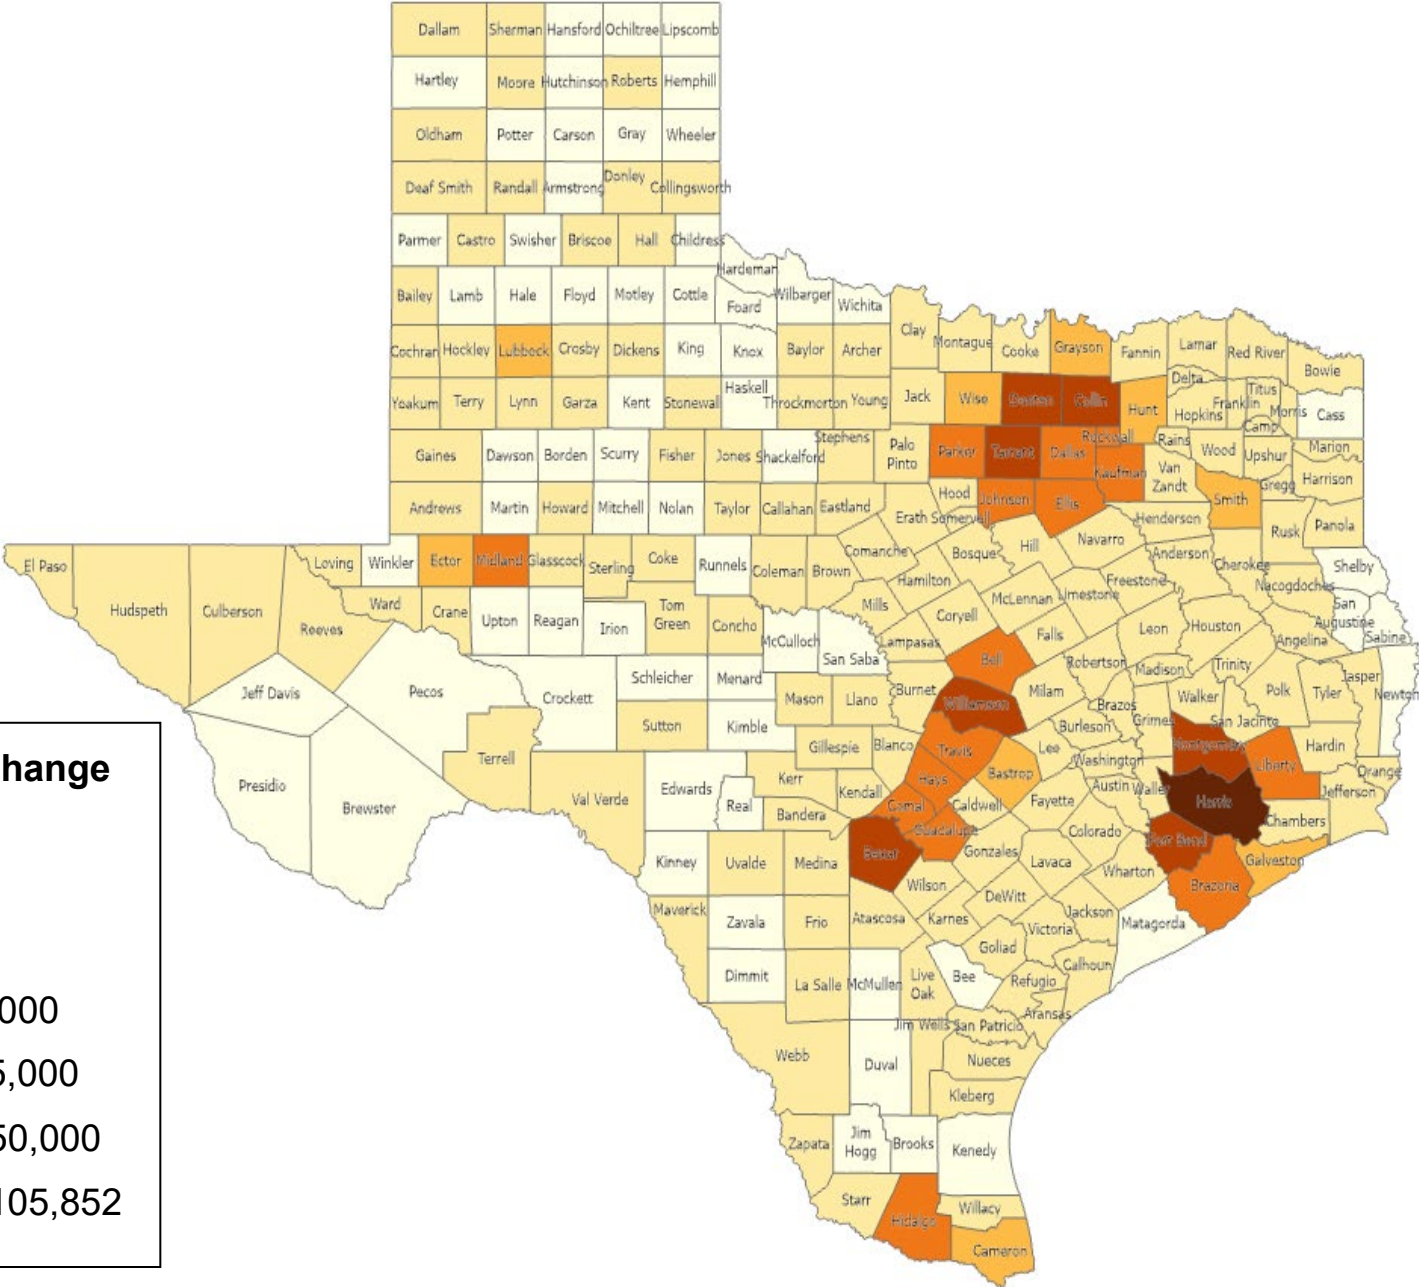 Dallam Sherman Hansford Ochiltree Lipscomb
Hartley Moore Hutchinson Roberts Hemphill
Oldham Potter Carson Gray Wheeler
Deaf Smith Randall Armstrong Donley Collingsworth
Parmer Castro Swisher Briscoe Hall Childress
Hardeman
Bailey Lamb Hale Floyd Motley Cottle Foard Wilbarger Wichita
Clay Montague Cooke Grayson Fannin Lamar Red River Bowie
Cochran Hockley Lubbock Crosby Dickens King Knox Baylor Archer
Delta Titus Franklin Hopkins Morris Camp Cass
Yoakum Terry Lynn Garza Kent Stonewall Haskell Throckmorton Young Jack Wise Denton Collin Hunt
Gaines Dawson Borden Scurry Fisher Jones Shackelford Stephens Palo
Pinto Parker Tarrant Dallas Rockwall Kaufman Rains Wood Upshur Marion
Van
Zandt Smith Gregg Harrison
Andrews Martin Howard Mitchell Nolan Taylor Callahan Eastland Erath Hood Somervell Johnson Ellis Henderson Rusk Panola
El Paso Hudspeth Culberson Reeves Loving Winkler Ector Midland Glasscock Sterling Coke Runnels Coleman Brown Comanche Bosque Hill Navarro Anderson Cherokee Shelby
Hamilton Freestone Limestone McLennan Nacogdoches
Ward Crane Upton Reagan Irion Tom
Green Concho McCulloch San Saba Mills Coryell Lampasas Falls Leon Houston Angelina San
Augustine Sabine
Jeff Davis Pecos Crockett Schleicher Menard Mason Llano Burnet Bell Milam Robertson Madison Trinity Walker Polk Tyler Jasper Newton
Presidio Brewster Terrell Sutton Kimble Gillespie Blanco Williamson Travis Lee Burleson Brazos Grimes San Jacinto Montgomery Liberty Hardin
Washington Orange
Val Verde Edwards Real Kerr Bandera Kendall Hays Bastrop Comal Caldwell Fayette Austin Waller Harris Jefferson Chambers
Kinney Uvalde Medina Bexar Guadalupe Gonzales Colorado Lavaca Fort Bend Galveston Wharton Brazoria
Maverick Zavala Frio Atascosa Wilson Karnes DeWitt Victoria Jackson Matagorda
Dimmit La Salle McMullen Live
Oak Bee Goliad Refugio Calhoun Aransas
Webb Duval Jim Wells San Patricio Nueces Kleberg
Zapata Jim
Hogg Brooks Kenedy
Starr Hidalgo Willacy Cameron
hange
000
5,000
50,000
105,852